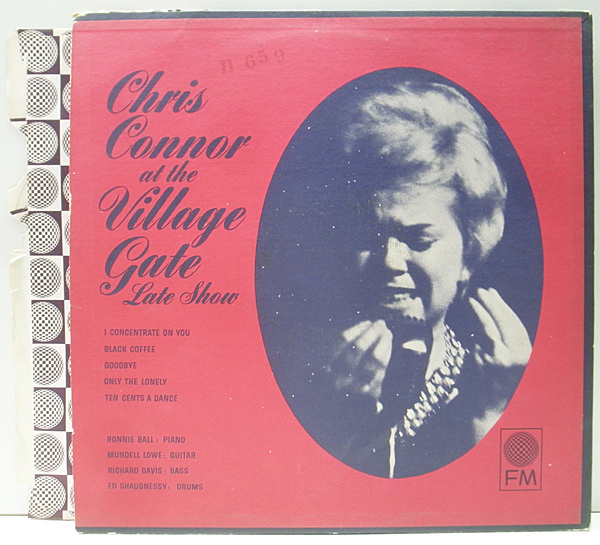 B 659
Chris
Connor
at the
Village
Gate
Late Show
I CONCENTRATE ON YOU
BLACK COFFEE
GOODBYE
ONLY THE LONELY
TEN CENTS A DANCE
RONNIE BALL: PIANO
MUNDELL LOWE: GUITAR
RICHARD DAVIS: BASS
ED SHAUGNESSY: DRUMS
FM